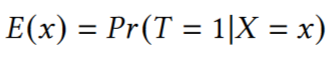 E(x) = Pr(T = 1|X = x)